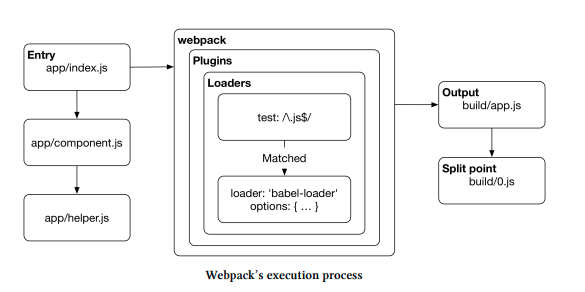 Entry
app/index.js
app/component.js
app/helper.js
webpack
Plugins
Loaders
test: /\.js$/
Matched
loader: 'babel-loader'
options: { ... }
Output
build/app.js
Split point
build/0.js
Webpack's execution process